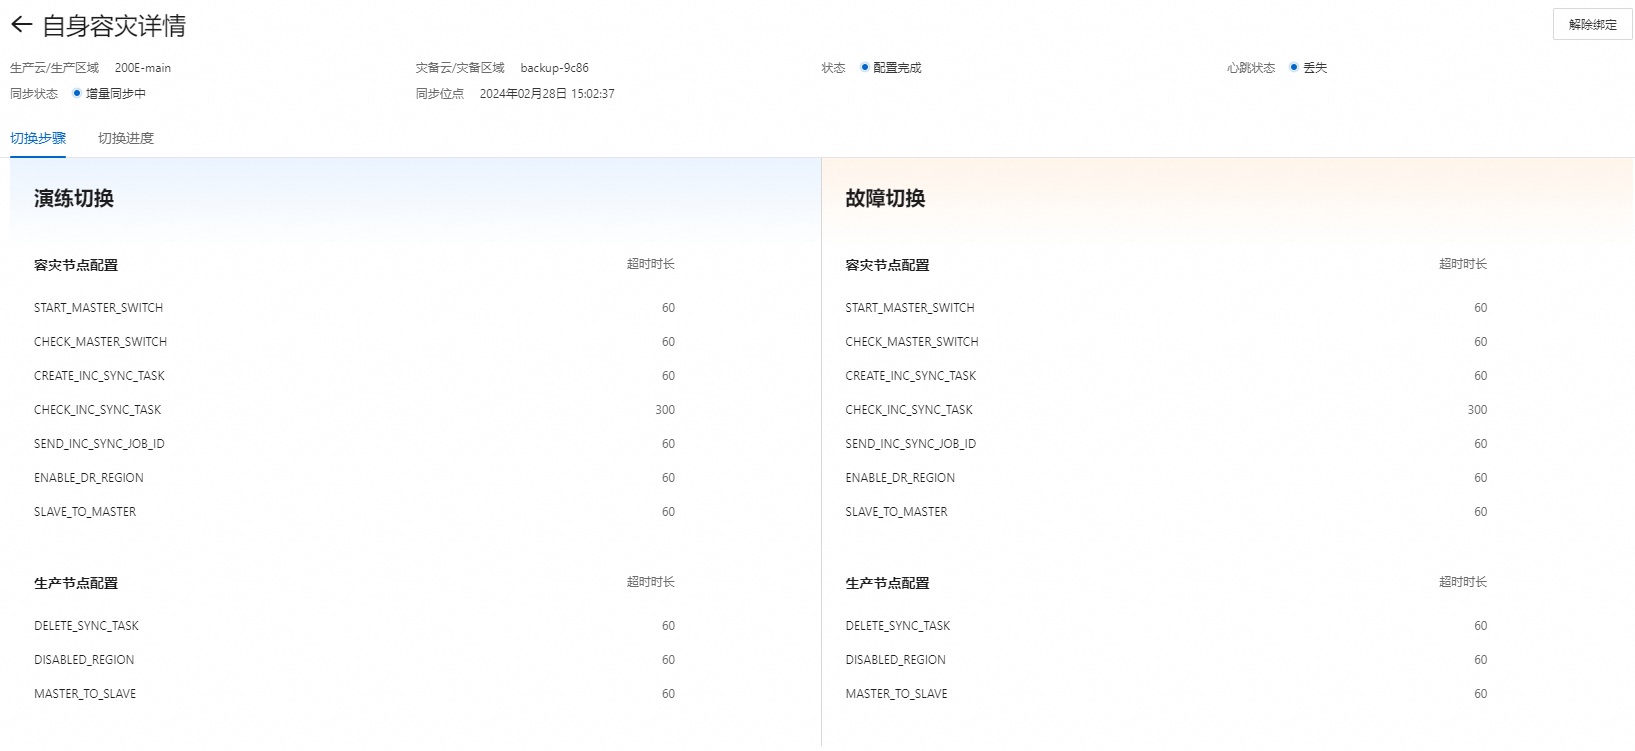 自身容灾详情
解除绑定
生产云/生产区域 200E-main 灾备云/灾备区域 backup-9c86 状态 配置完成 心跳状态 丢失
同步状态 增量同步中 同步位点 2024年02月28日 15:02:37
切换步骤 切换进度
演练切换
容灾节点配置 超时时长
START_MASTER_SWITCH 60
CHECK_MASTER_SWITCH 60
CREATE_INC_SYNC_TASK 60
CHECK_INC_SYNC_TASK 300
SEND_INC_SYNC_JOB_ID 60
ENABLE_DR_REGION 60
SLAVE_TO_MASTER 60
生产节点配置 超时时长
DELETE_SYNC_TASK 60
DISABLED_REGION 60
MASTER_TO_SLAVE 60
故障切换
容灾节点配置 超时时长
START_MASTER_SWITCH 60
CHECK_MASTER_SWITCH 60
CREATE_INC_SYNC_TASK 60
CHECK_INC_SYNC_TASK 300
SEND_INC_SYNC_JOB_ID 60
ENABLE_DR_REGION 60
SLAVE_TO_MASTER 60
生产节点配置 超时时长
DELETE_SYNC_TASK 60
DISABLED_REGION 60
MASTER_TO_SLAVE 60